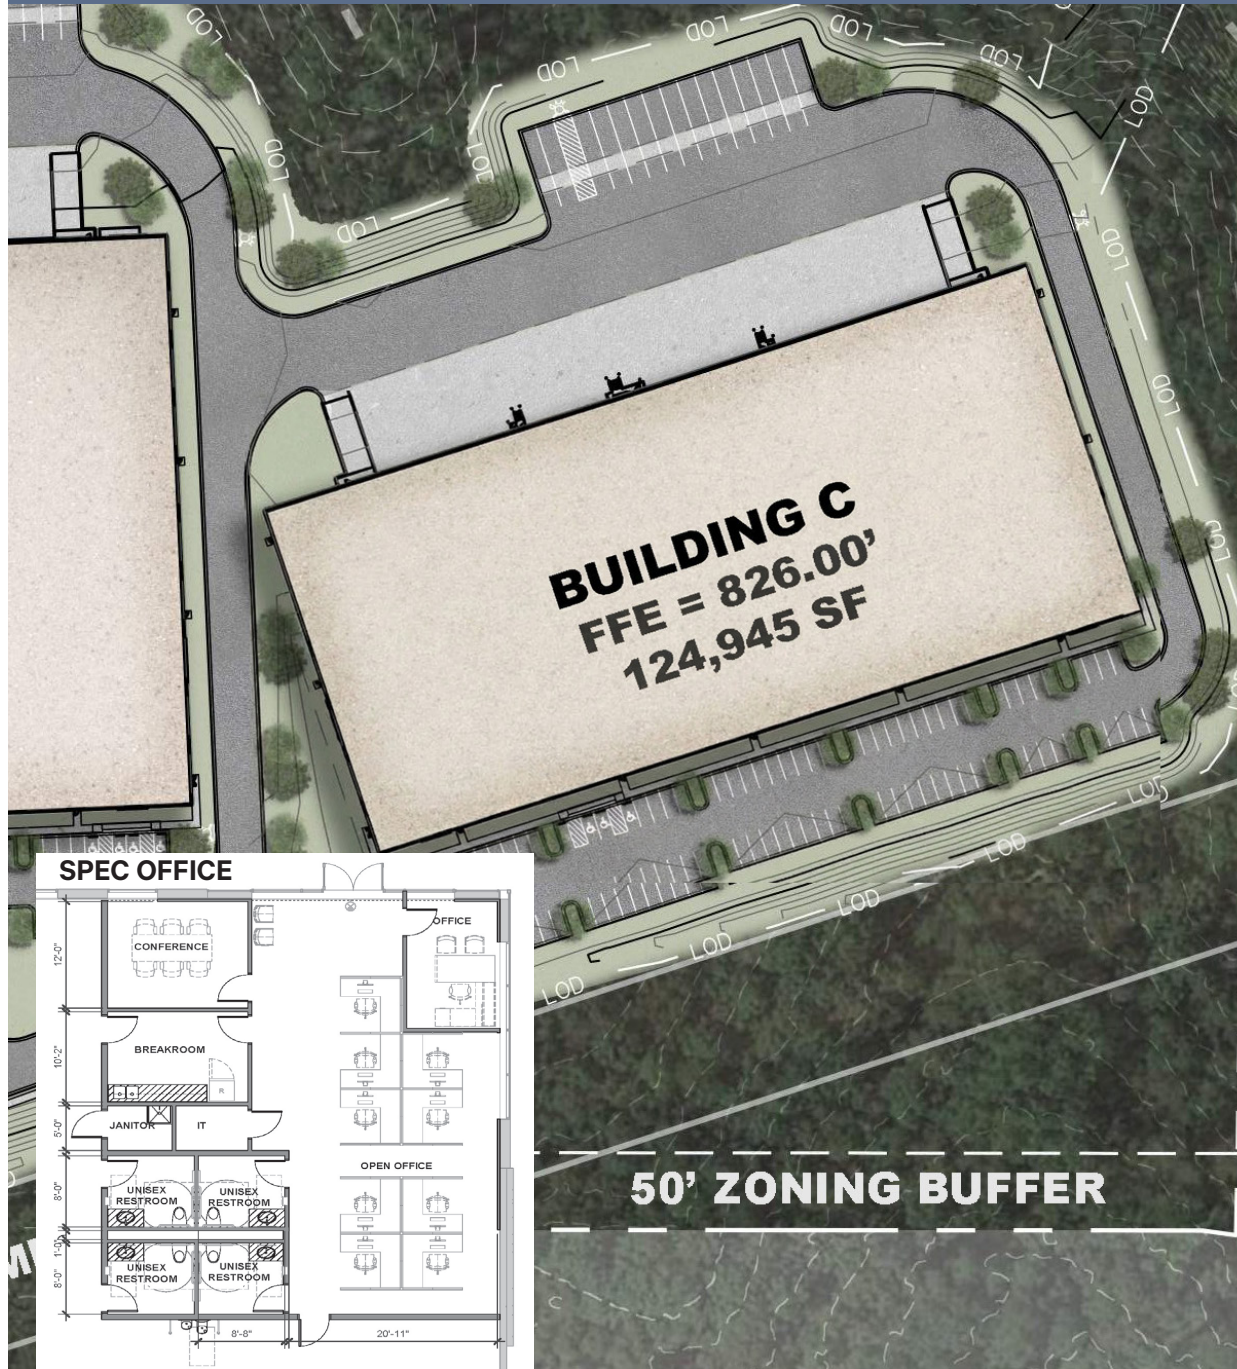 LOD
LOD
LOD
LOD
LOD
LOD
LOD
LOD
LOD
LOD
LOD
LOD
BUILDING C
FFE = 826.00’
124,945 SF
LOD
LOD
LOD
LOD
LOD
SPEC OFFICE
OFFICE
CONFERENCE
12'-0"
BREAKROOM
10'-2"
R
JANITOR
IT
5'-0"
OPEN OFFICE
UNISEX
RESTROOM
UNISEX
RESTROOM
8'-0"
1'-0"
UNISEX
RESTROOM
UNISEX
RESTROOM
8'-0"
8'-8"
20'-11"
50’ ZONING BUFFER